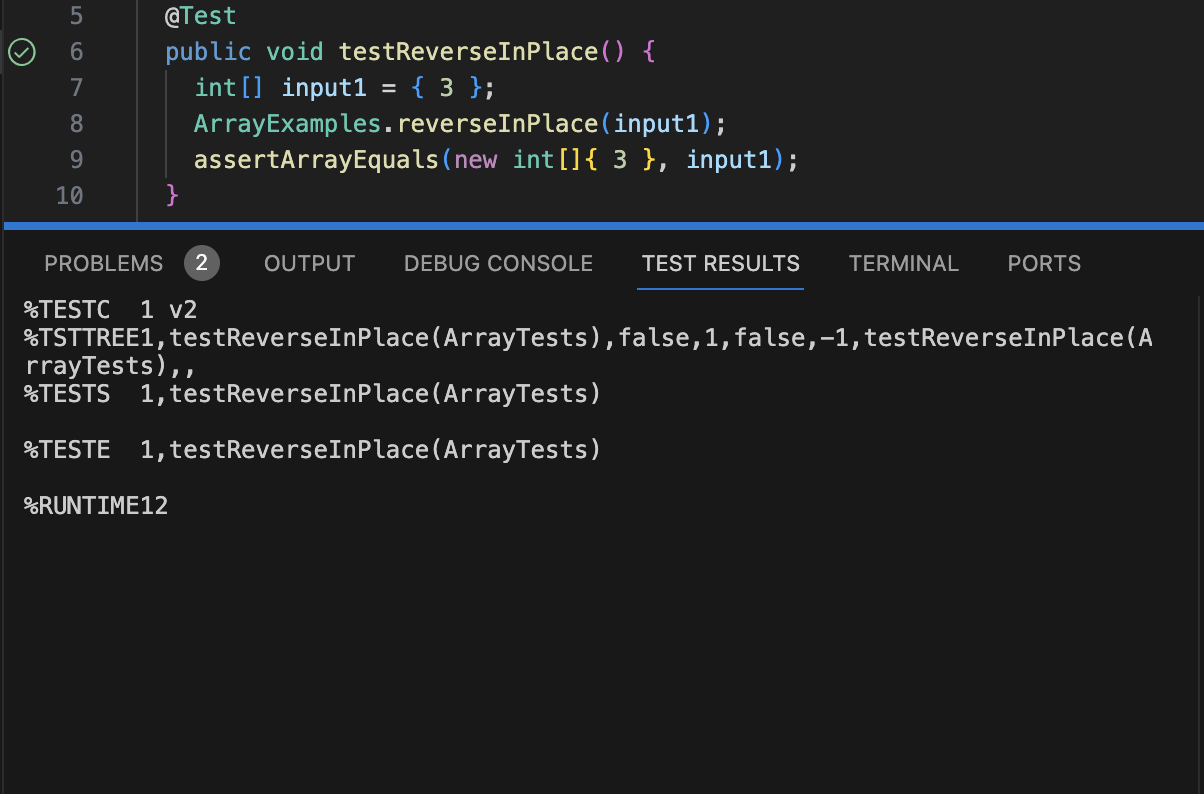 5 @Test
6 public void testReverseInPlace() {
7 int[] input1 = { 3 };
8 ArrayExamples.reverseInPlace(input1);
9 assertArrayEquals(new int[]{ 3 }, input1);
10 }
PROBLEMS 2 OUTPUT DEBUG CONSOLE TEST RESULTS TERMINAL PORTS
%TESTC  1 v2
%TSTTREE1,testReverseInPlace(ArrayTests),false,1,false,-1,testReverseInPlace(A
rrayTests),,
%TESTS  1,testReverseInPlace(ArrayTests)
%TESTE  1,testReverseInPlace(ArrayTests)
%RUNTIME12